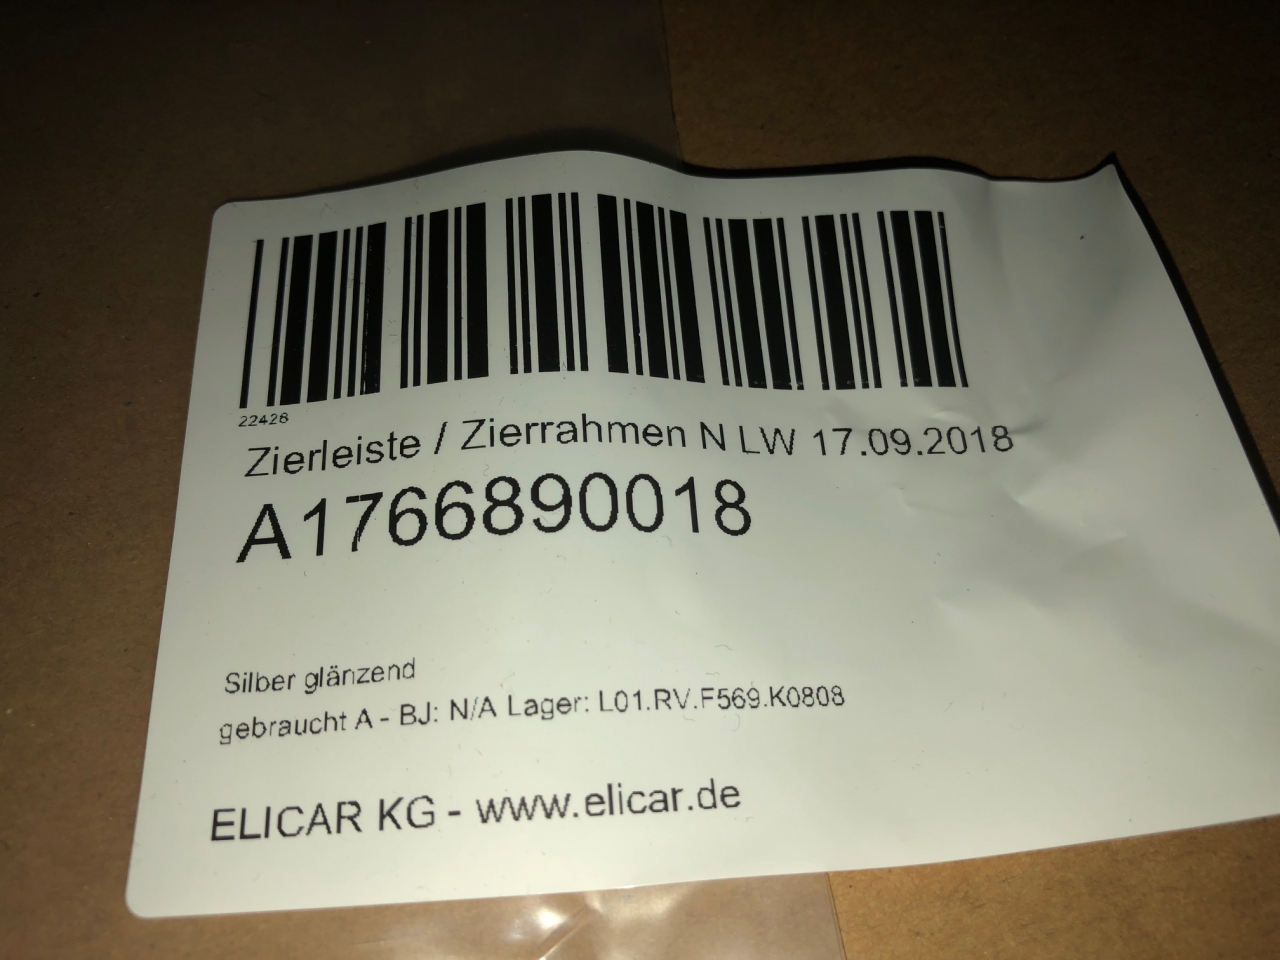 22428
Zierleiste / Zierrahmen N LW 17.09.2018
A1766890018
Silber glänzend
gebraucht A - BJ: N/A Lager: L01.RV.F569.K0808
ELICAR KG - www.elicar.de